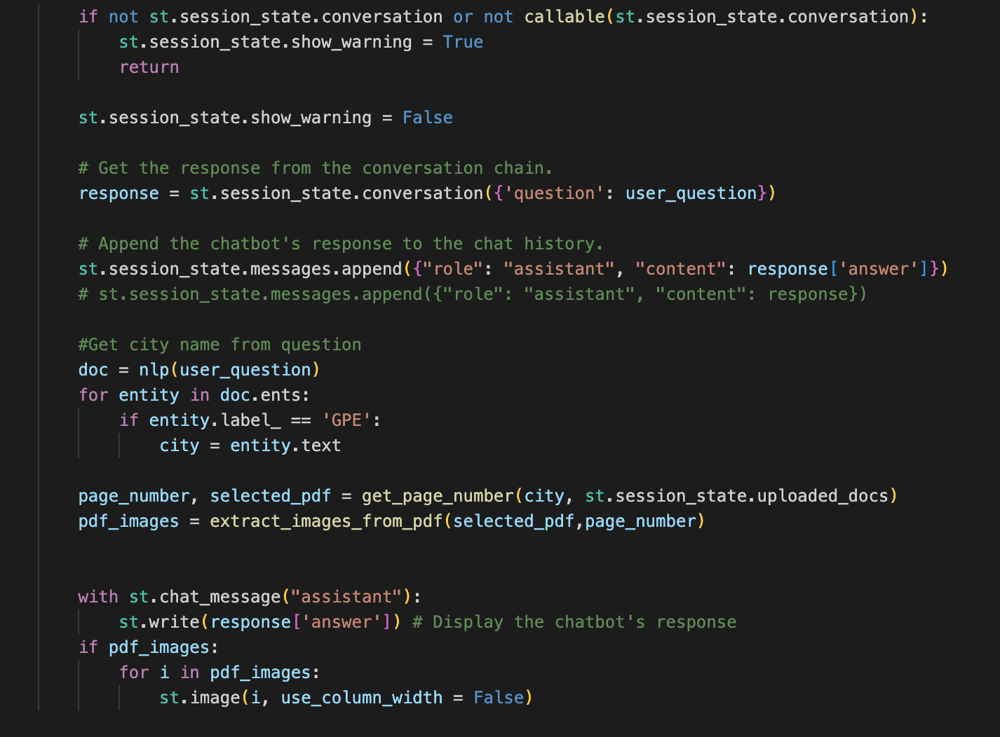 if not st.session_state.conversation or not callable(st.session_state.conversation):
st.session_state.show_warning = True
return
st.session_state.show_warning = False
# Get the response from the conversation chain.
response = st.session_state.conversation({'question': user_question})
# Append the chatbot's response to the chat history.
st.session_state.messages.append({"role": "assistant", "content": response['answer']})
# st.session_state.messages.append({"role": "assistant", "content": response})
#Get city name from question
doc = nlp(user_question)
for entity in doc.ents:
if entity.label_ == 'GPE':
city = entity.text
page_number, selected_pdf = get_page_number(city, st.session_state.uploaded_docs)
pdf_images = extract_images_from_pdf(selected_pdf,page_number)
with st.chat_message("assistant"):
st.write(response['answer']) # Display the chatbot's response
if pdf_images:
for i in pdf_images:
st.image(i, use_column_width = False)